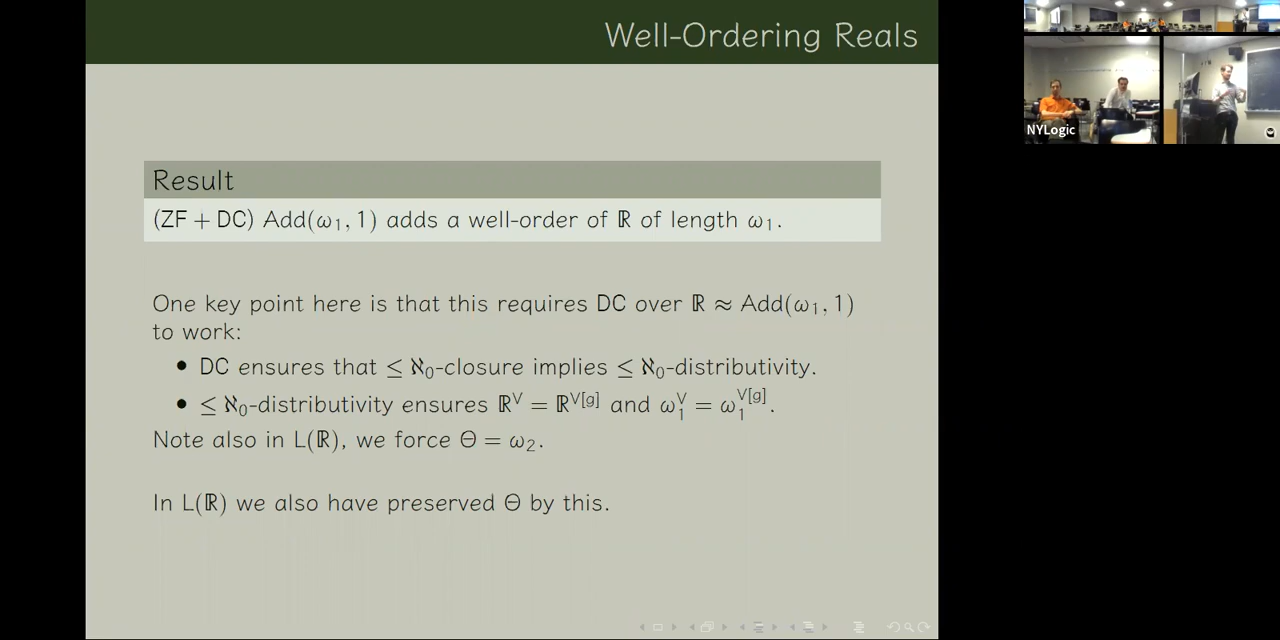 Well-Ordering Reals
Result
(ZF + DC) Add(ω₁, 1) adds a well-order of ℝ of length ω₁.
One key point here is that this requires DC over ℝ ≈ Add(ω₁, 1)
to work:
• DC ensures that ≤ ℵ₀-closure implies ≤ ℵ₀-distributivity.
• ≤ ℵ₀-distributivity ensures ℝ^V = ℝ^V[g] and ω₁^V = ω₁^V[g].
Note also in L(ℝ), we force Θ = ω₂.
In L(ℝ) we also have preserved Θ by this.
NYLogic